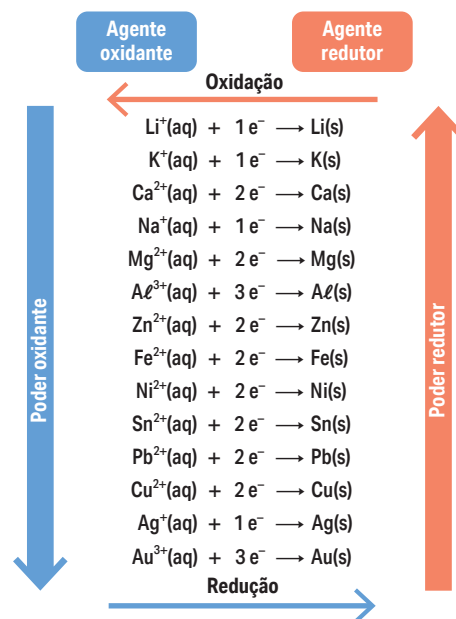 Agente
oxidante
Agente
redutor
Oxidação
Li⁺(aq) + 1 e⁻ ⟶ Li(s)
K⁺(aq) + 1 e⁻ ⟶ K(s)
Ca²⁺(aq) + 2 e⁻ ⟶ Ca(s)
Na⁺(aq) + 1 e⁻ ⟶ Na(s)
Mg²⁺(aq) + 2 e⁻ ⟶ Mg(s)
Aℓ³⁺(aq) + 3 e⁻ ⟶ Aℓ(s)
Zn²⁺(aq) + 2 e⁻ ⟶ Zn(s)
Fe²⁺(aq) + 2 e⁻ ⟶ Fe(s)
Ni²⁺(aq) + 2 e⁻ ⟶ Ni(s)
Sn²⁺(aq) + 2 e⁻ ⟶ Sn(s)
Pb²⁺(aq) + 2 e⁻ ⟶ Pb(s)
Cu²⁺(aq) + 2 e⁻ ⟶ Cu(s)
Ag⁺(aq) + 1 e⁻ ⟶ Ag(s)
Au³⁺(aq) + 3 e⁻ ⟶ Au(s)
Redução
Poder oxidante
Poder redutor